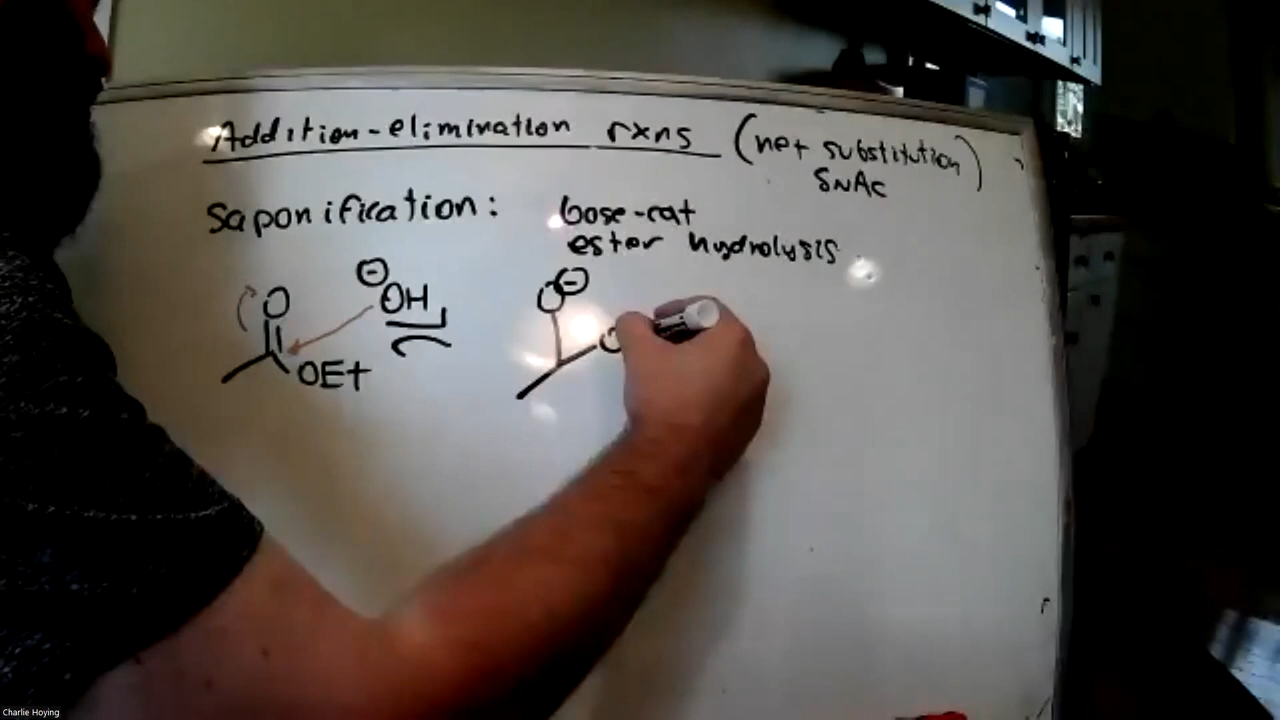 Addition-elimination rxns (net substitution)
SNAc
Saponification: base-cat
ester hydrolysis
⊖
O OH O⊖
OEt O
Charlie Hoying